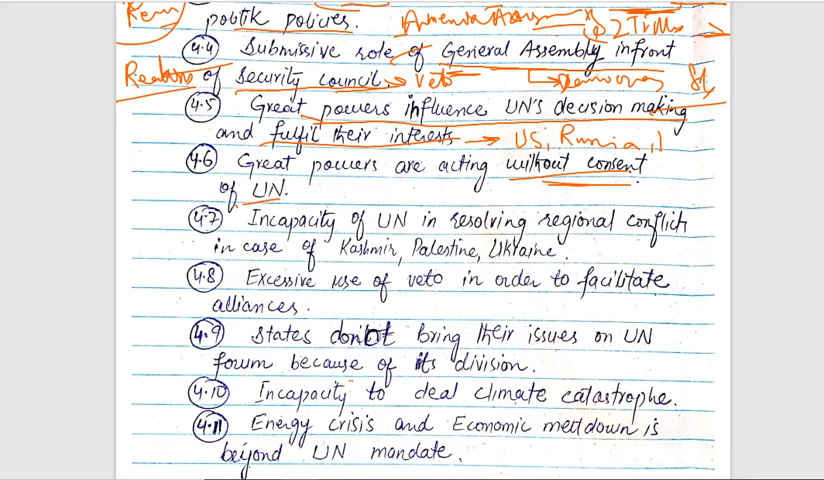 politik policies.
4.4 Submissive role of General Assembly infront
of Security council. → Veto
4.5 Great powers influence UN's decision making
and fulfil their interests → US, Russia,
4.6 Great powers are acting without consent
of UN.
4.7 Incapacity of UN in resolving regional conflicts
in case of Kashmir, Palestine, Ukraine.
4.8 Excessive use of veto in order to facilitate
alliances.
4.9 States don't bring their issues on UN
forum because of its division.
4.10 Incapacity to deal climate catastrophe.
4.11 Energy crisis and Economic meltdown is
beyond UN mandate.